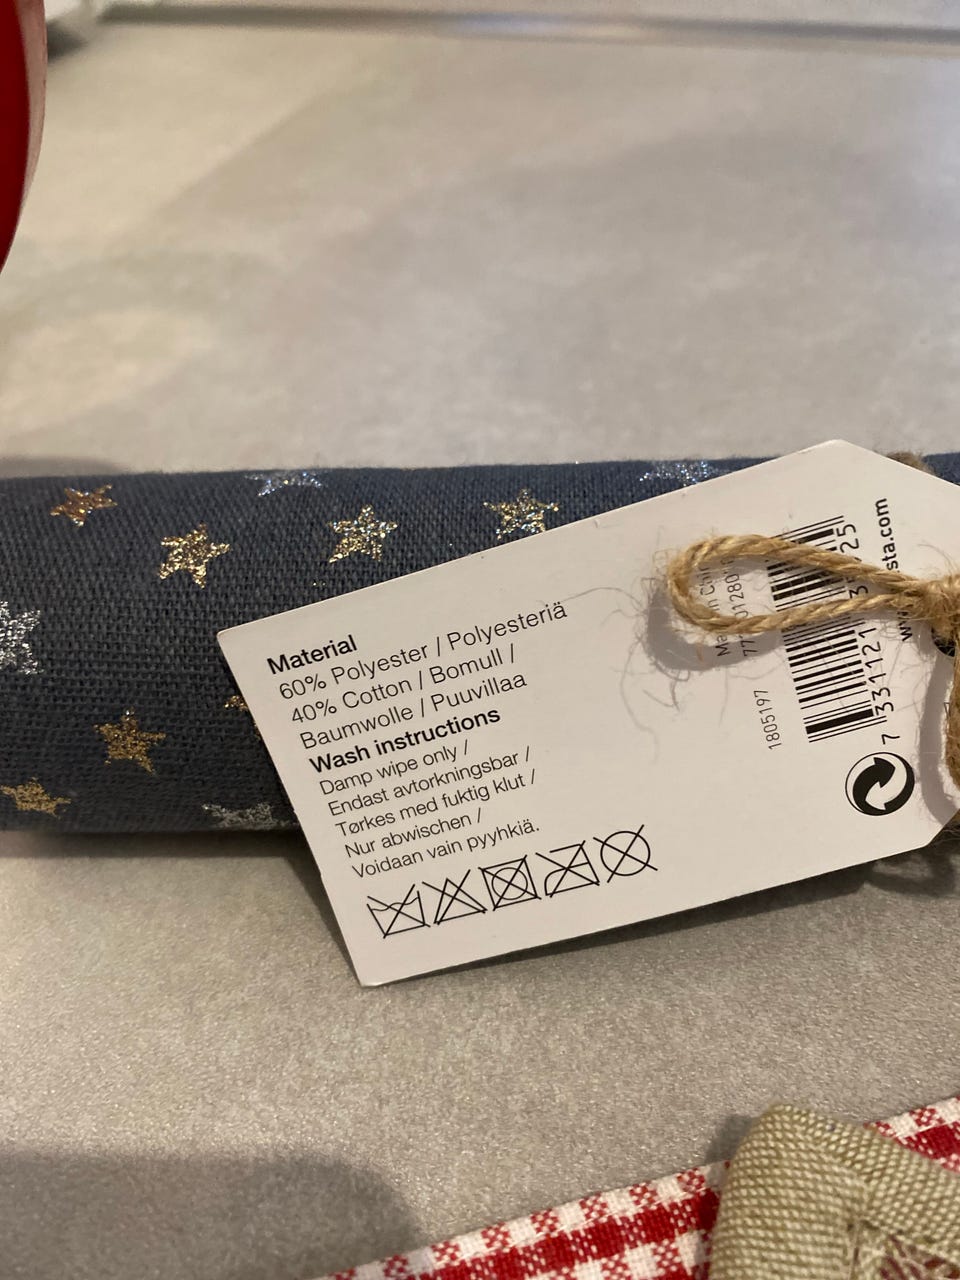 Material
60% Polyester / Polyesteriä
40% Cotton / Bomull /
Baumwolle / Puuvillaa
Wash instructions
Damp wipe only /
Endast avtorkningsbar /
Tørkes med fuktig klut /
Nur abwischen /
Voidaan vain pyyhkiä.
1805197